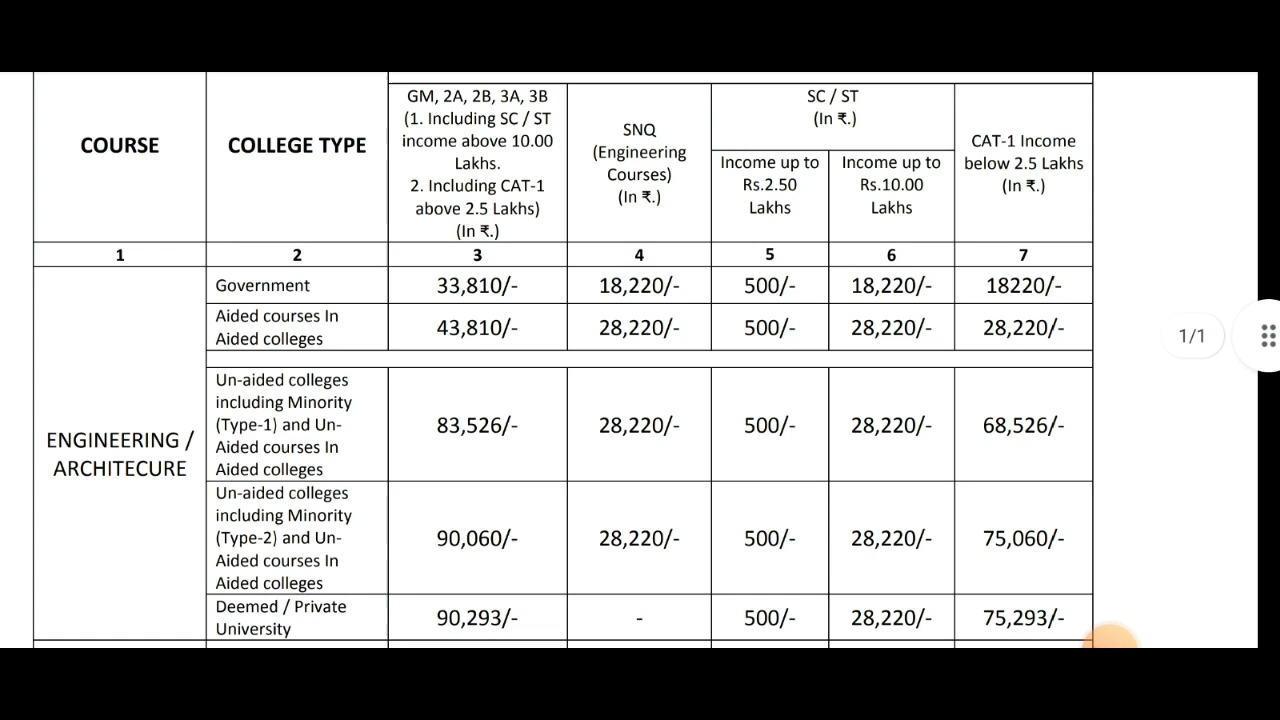 COURSE
COLLEGE TYPE
GM, 2A, 2B, 3A, 3B
(1. Including SC / ST
income above 10.00
Lakhs.
2. Including CAT-1
above 2.5 Lakhs)
(In ₹.)
SNQ
(Engineering
Courses)
(In ₹.)
SC / ST
(In ₹.)
Income up to
Rs.2.50
Lakhs
Income up to
Rs.10.00
Lakhs
CAT-1 Income
below 2.5 Lakhs
(In ₹.)
1 2 3 4 5 6 7
ENGINEERING /
ARCHITECURE
Government
33,810/- 18,220/- 500/- 18,220/- 18220/-
Aided courses In
Aided colleges
43,810/- 28,220/- 500/- 28,220/- 28,220/-
Un-aided colleges
including Minority
(Type-1) and Un-
Aided courses In
Aided colleges
83,526/- 28,220/- 500/- 28,220/- 68,526/-
Un-aided colleges
including Minority
(Type-2) and Un-
Aided courses In
Aided colleges
90,060/- 28,220/- 500/- 28,220/- 75,060/-
Deemed / Private
University
90,293/- - 500/- 28,220/- 75,293/-
1/1